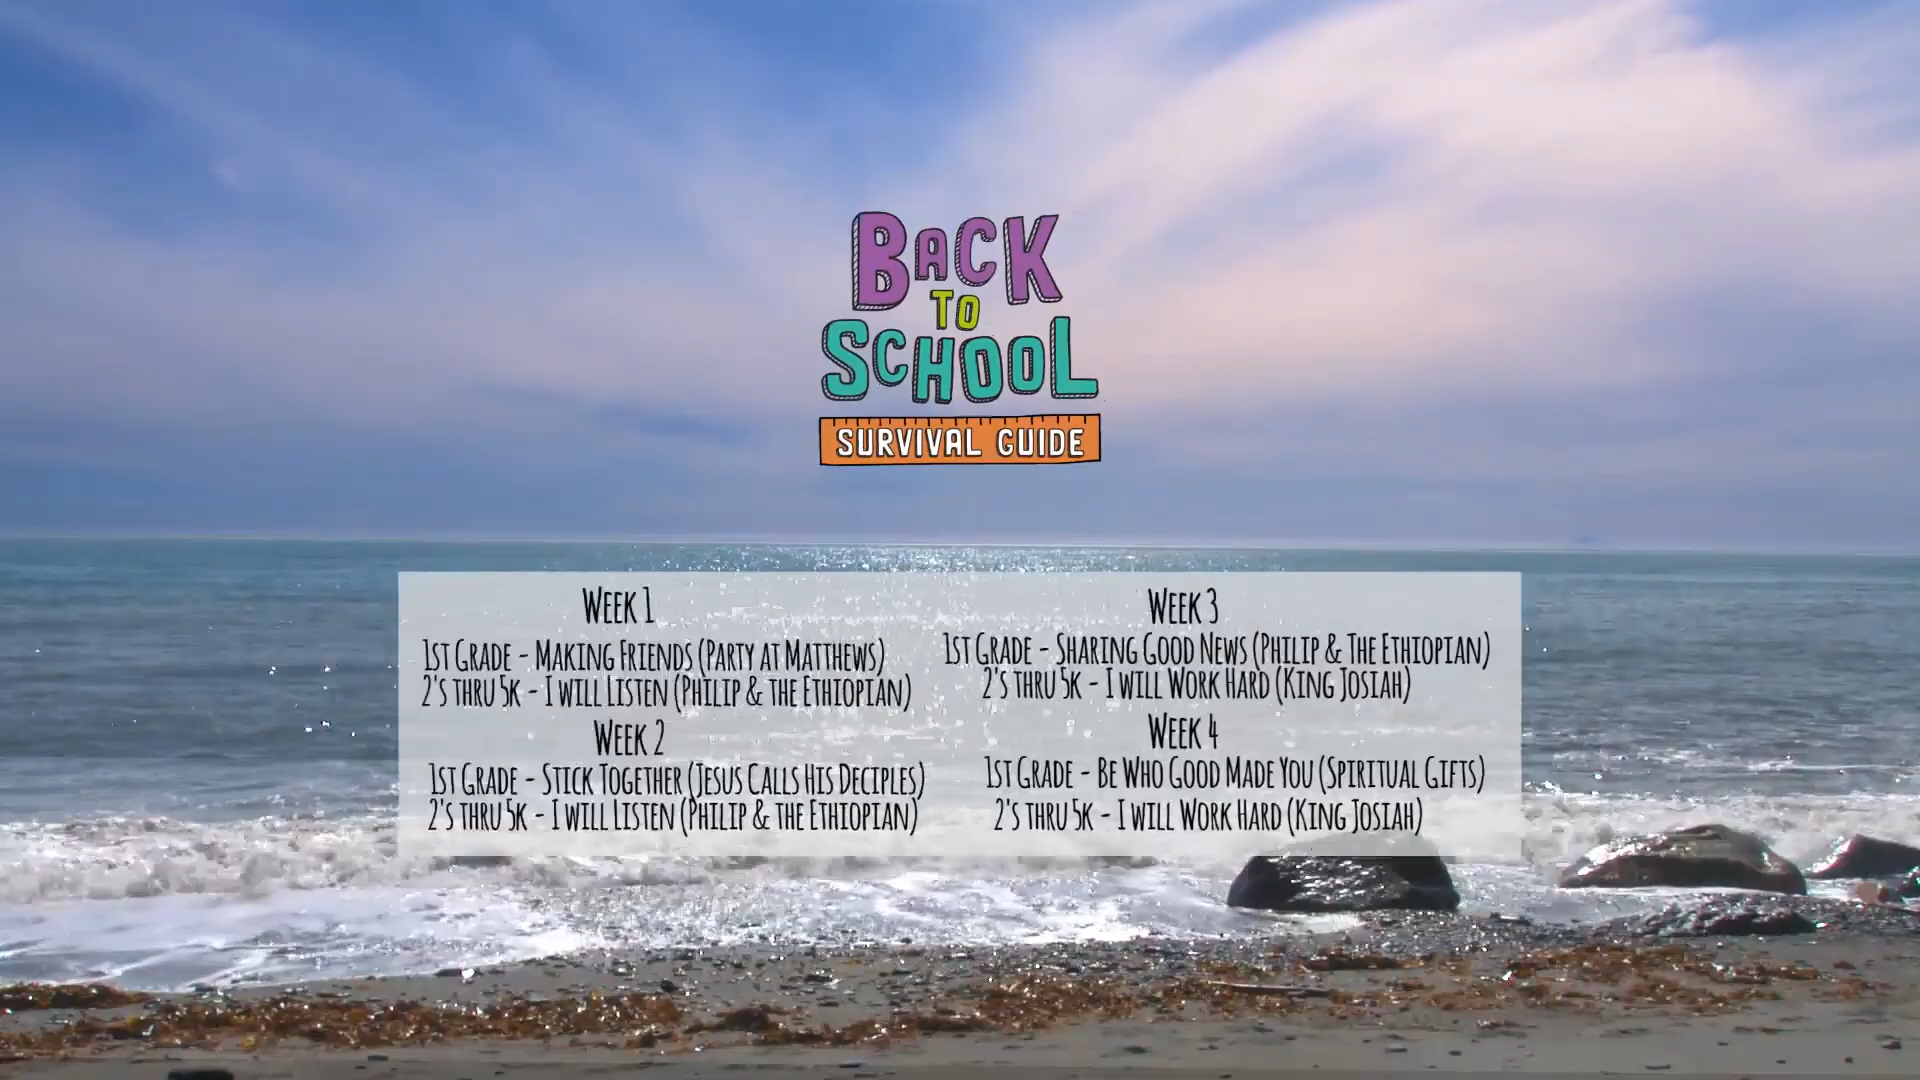 BACK
TO
SCHOOL
SURVIVAL GUIDE
WEEK 1
1ST GRADE - MAKING FRIENDS (PARTY AT MATTHEWS)
2'S THRU 5K - I WILL LISTEN (PHILIP & THE ETHIOPIAN)
WEEK 2
1ST GRADE - STICK TOGETHER (JESUS CALLS HIS DECIPLES)
2'S THRU 5K - I WILL LISTEN (PHILIP & THE ETHIOPIAN)
WEEK 3
1ST GRADE - SHARING GOOD NEWS (PHILIP & THE ETHIOPIAN)
2'S THRU 5K - I WILL WORK HARD (KING JOSIAH)
WEEK 4
1ST GRADE - BE WHO GOOD MADE YOU (SPIRITUAL GIFTS)
2'S THRU 5K - I WILL WORK HARD (KING JOSIAH)